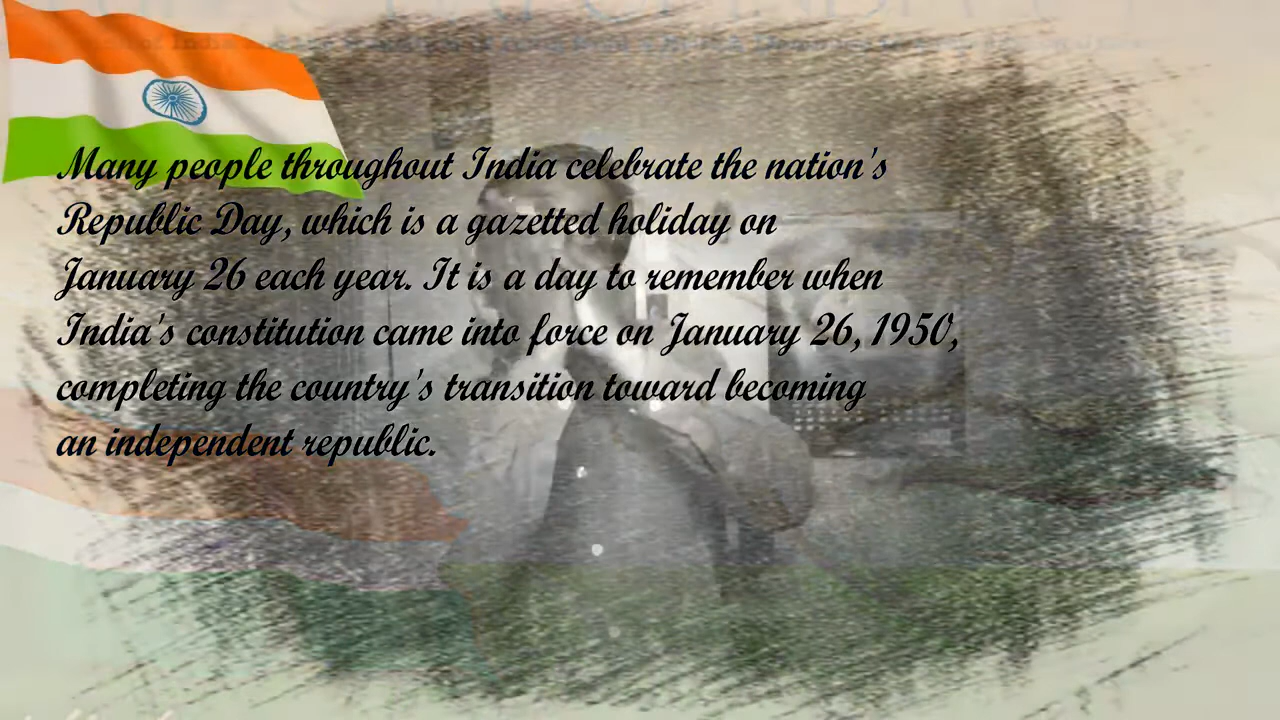 Many people throughout India celebrate the nation's
Republic Day, which is a gazetted holiday on
January 26 each year. It is a day to remember when
India's constitution came into force on January 26, 1950,
completing the country's transition toward becoming
an independent republic.